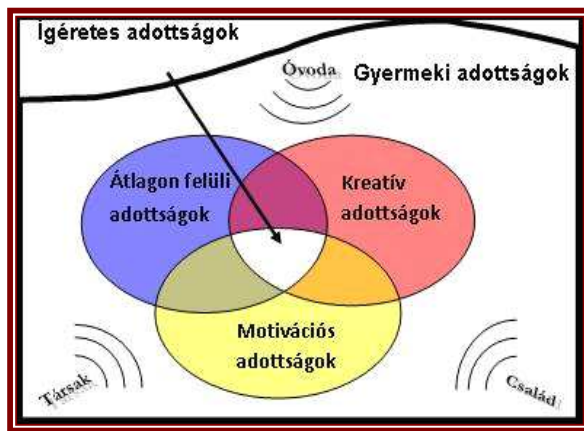 Ígéretes adottságok
Óvoda
Gyermeki adottságok
Átlagon felüli
adottságok
Kreatív
adottságok
Motivációs
adottságok
Társak
Család